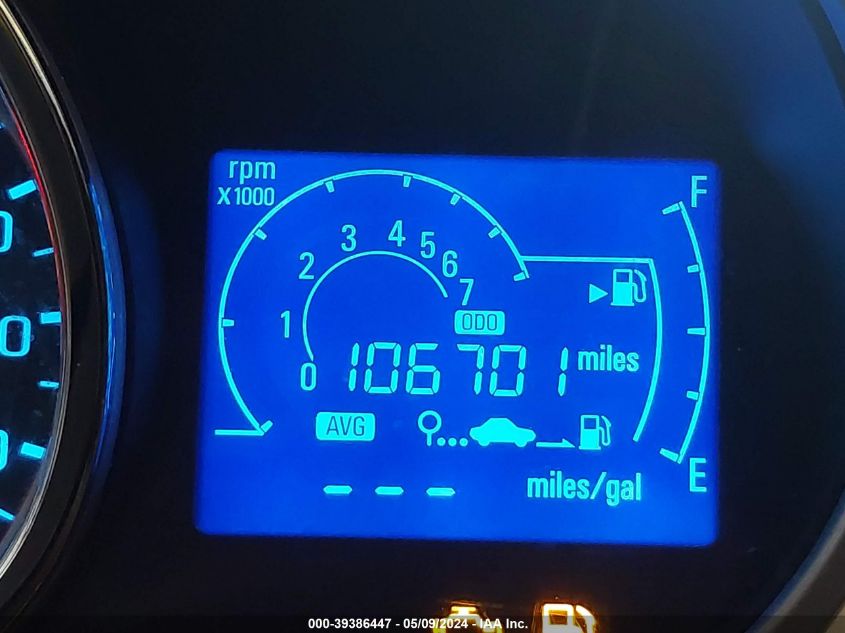 rpm
X1000
F
0 1 2 3 4 5 6 7
ODO
106701 miles
AVG
--- miles/gal
E
000-39386447 - 05/09/2024 - IAA Inc.